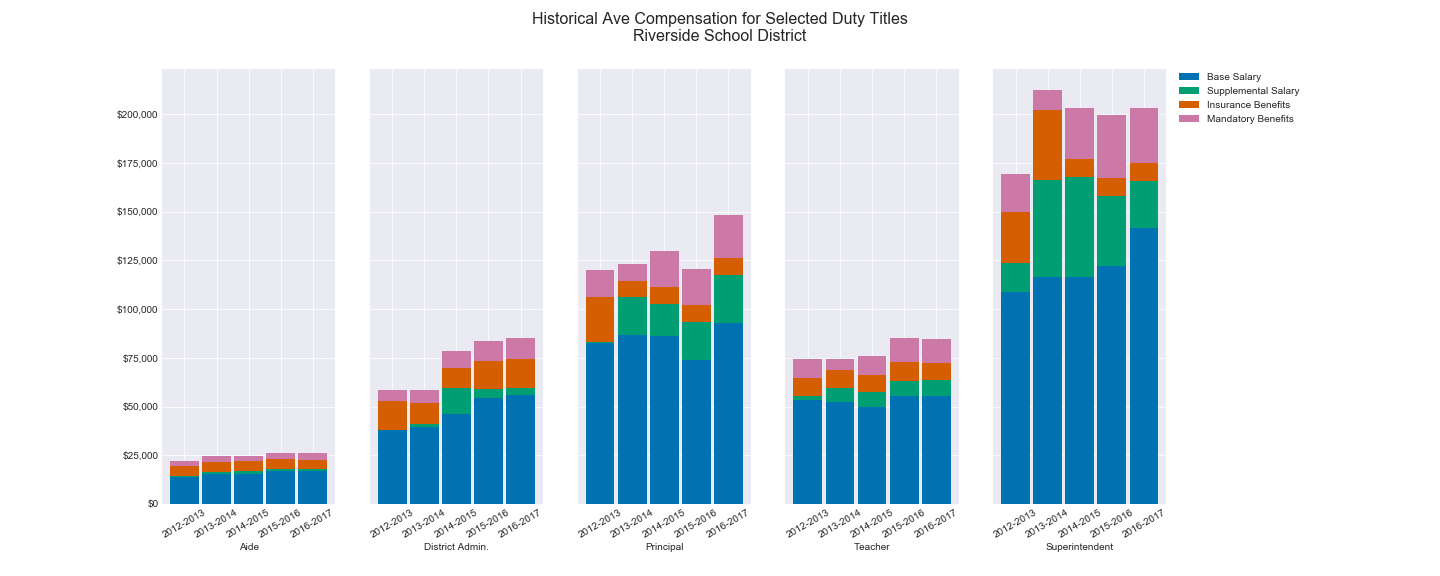 Historical Ave Compensation for Selected Duty Titles
Riverside School District
Base Salary
Supplemental Salary
Insurance Benefits
Mandatory Benefits
$200,000
$175,000
$150,000
$125,000
$100,000
$75,000
$50,000
$25,000
$0
2012-2013 2013-2014 2014-2015 2015-2016 2016-2017
Aide
2012-2013 2013-2014 2014-2015 2015-2016 2016-2017
District Admin.
2012-2013 2013-2014 2014-2015 2015-2016 2016-2017
Principal
2012-2013 2013-2014 2014-2015 2015-2016 2016-2017
Teacher
2012-2013 2013-2014 2014-2015 2015-2016 2016-2017
Superintendent